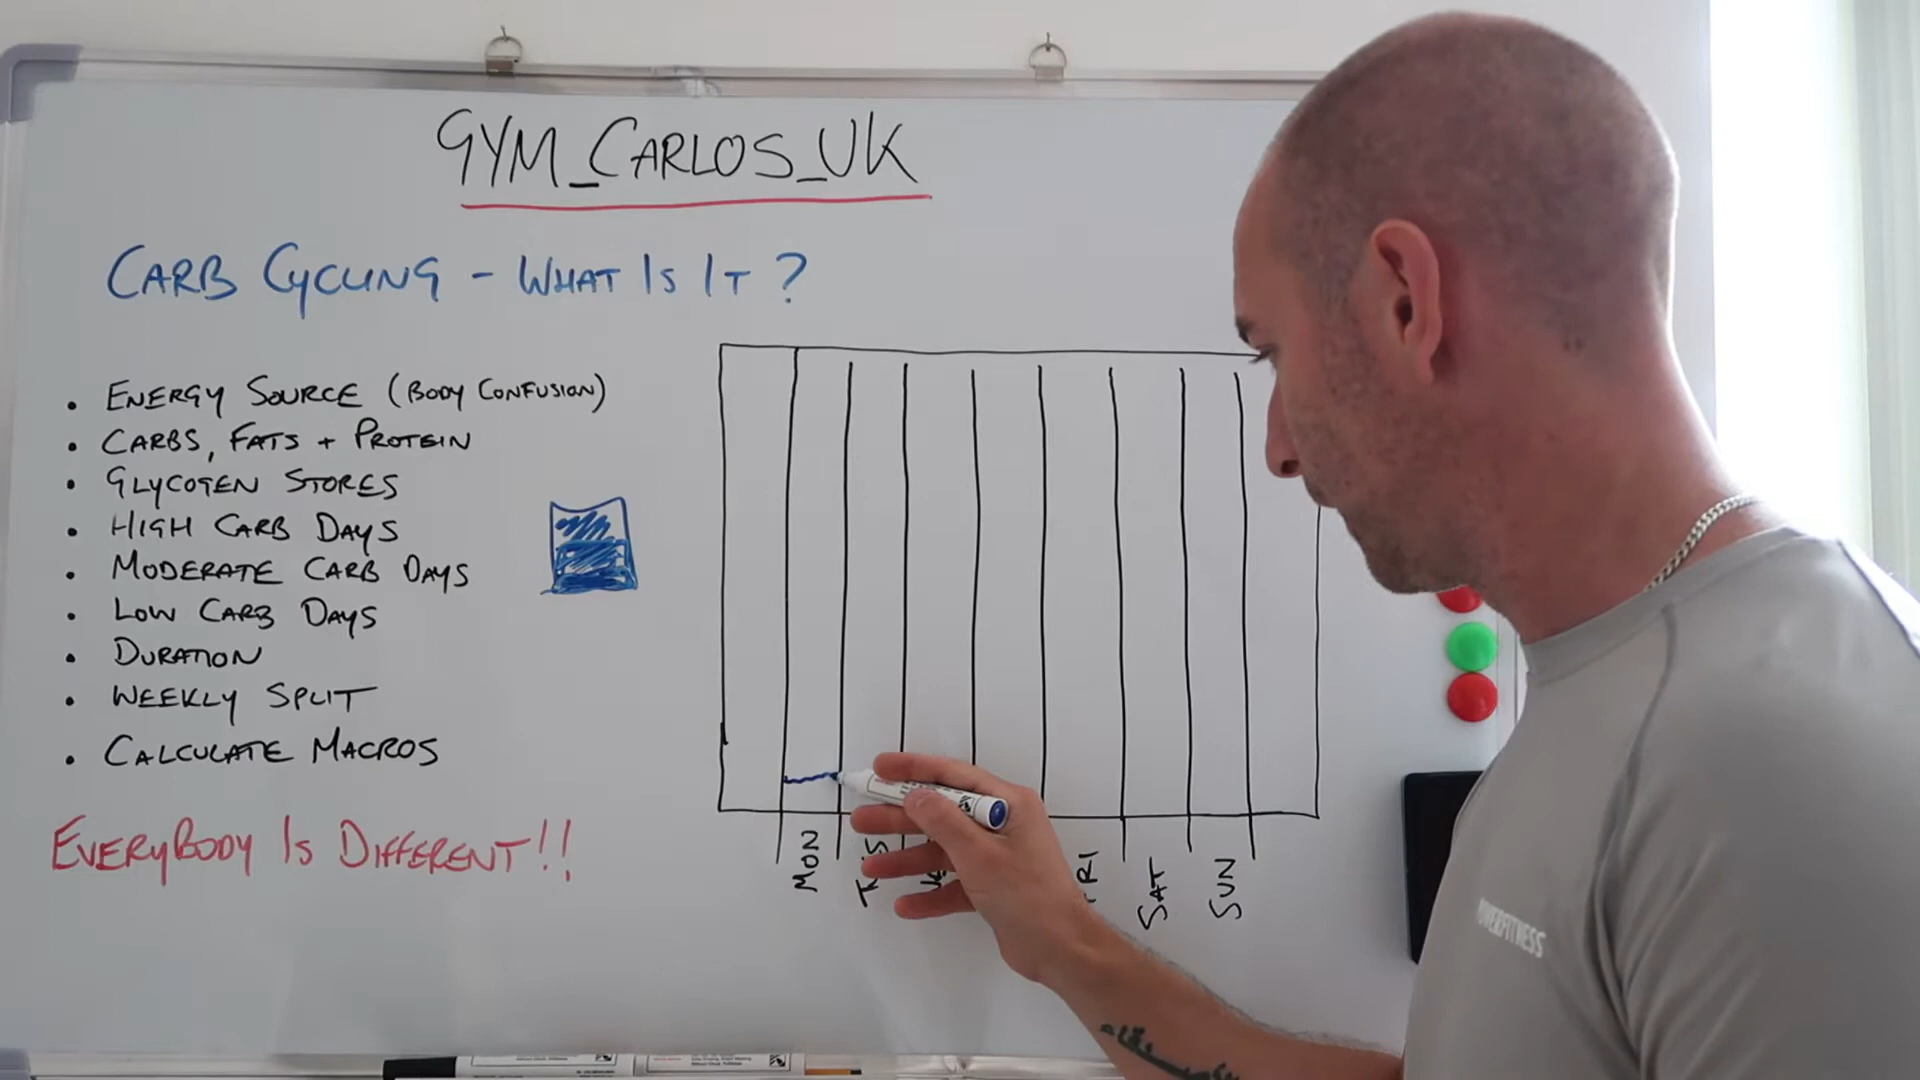 GYM_CARLOS_UK
CARB CYCLING - WHAT IS IT?
• ENERGY SOURCE (BODY CONFUSION)
• CARBS, FATS + PROTEIN
• GLYCOGEN STORES
• HIGH CARB DAYS
• MODERATE CARB DAYS
• LOW CARB DAYS
• DURATION
• WEEKLY SPLIT
• CALCULATE MACROS
EVERYBODY IS DIFFERENT!!
MON
SAT
SUN